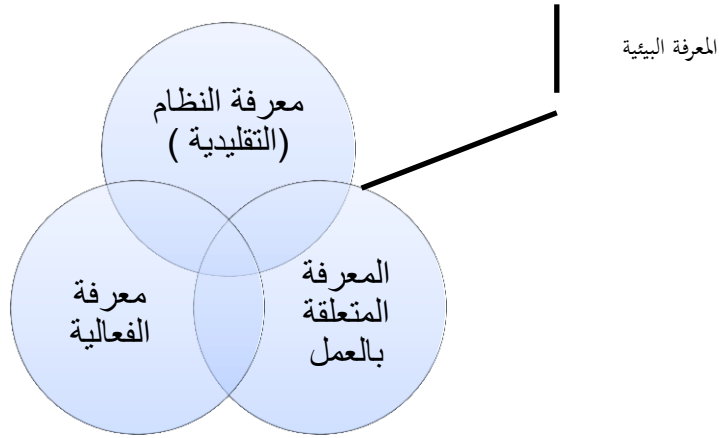 المعرفة البيئية
معرفة النظام
(التقليدية )
المعرفة
المتعلقة
بالعمل
معرفة
الفعالية